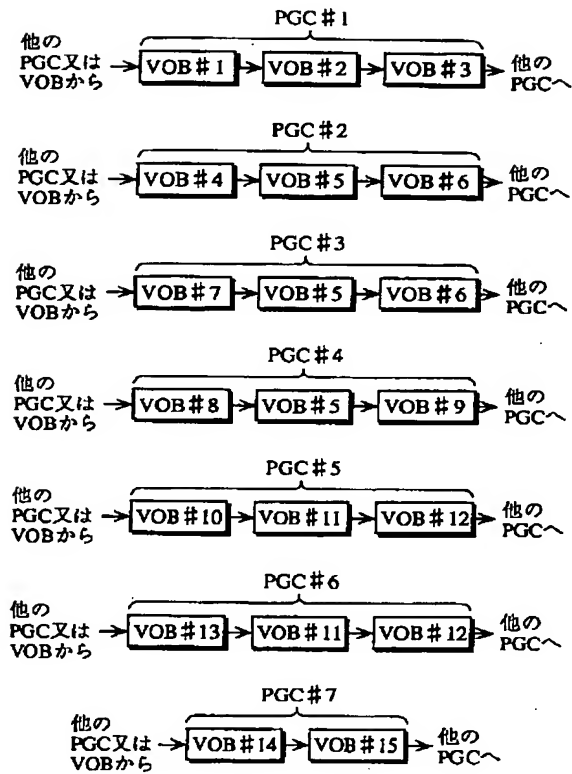 PGC#1
他の
PGC又は
VOBから
VOB#1 VOB#2 VOB#3
他の
PGCへ
PGC#2
他の
PGC又は
VOBから
VOB#4 VOB#5 VOB#6
他の
PGCへ
PGC#3
他の
PGC又は
VOBから
VOB#7 VOB#5 VOB#6
他の
PGCへ
PGC#4
他の
PGC又は
VOBから
VOB#8 VOB#5 VOB#9
他の
PGCへ
PGC#5
他の
PGC又は
VOBから
VOB#10 VOB#11 VOB#12
他の
PGCへ
PGC#6
他の
PGC又は
VOBから
VOB#13 VOB#11 VOB#12
他の
PGCへ
PGC#7
他の
PGC又は
VOBから
VOB#14 VOB#15
他の
PGCへ